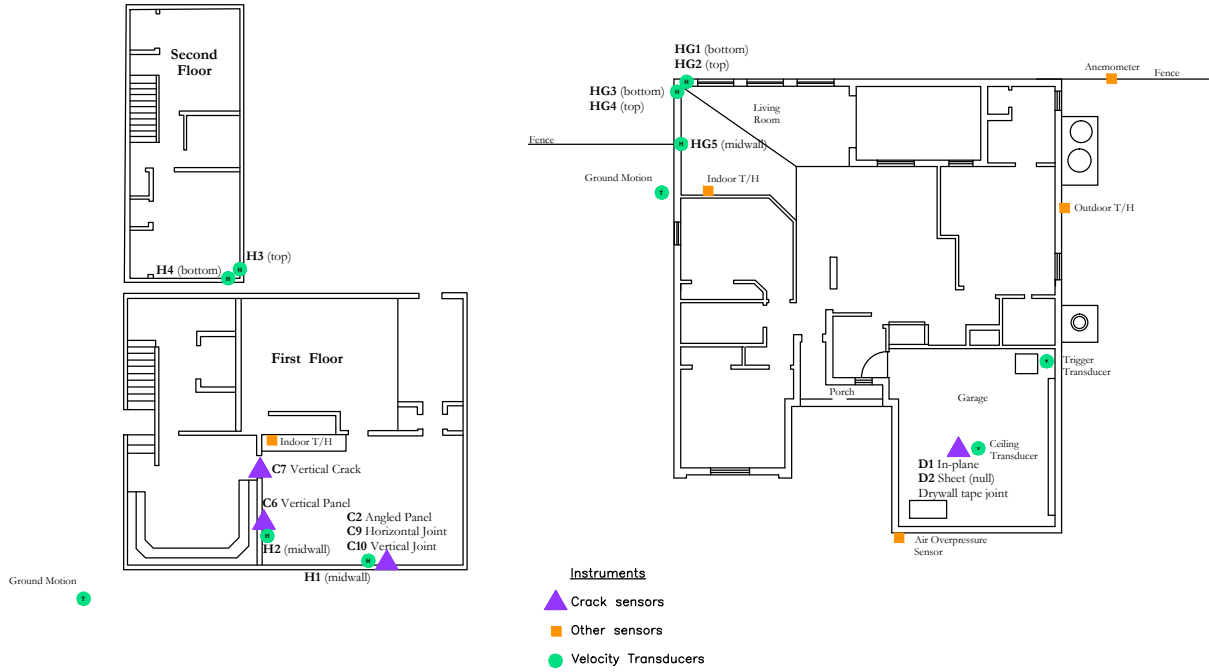 Second
Floor
H3 (top)
H4 (bottom)
H
H
First Floor
Indoor T/H
C7 Vertical Crack
C6 Vertical Panel
H
H2 (midwall)
C2 Angled Panel
C9 Horizontal Joint
C10 Vertical Joint
H
H1 (midwall)
Ground Motion
T
HG1 (bottom)
HG2 (top)
H
HG3 (bottom)
HG4 (top)
H
Anemometer
Fence
Living
Room
Fence
H
HG5 (midwall)
Ground Motion
T
Indoor T/H
Outdoor T/H
T
Trigger
Transducer
Porch
Garage
Ceiling
Transducer
D1 In-plane
D2 Sheet (null)
Drywall tape joint
Air Overpressure
Sensor
Instruments
Crack sensors
Other sensors
Velocity Transducers